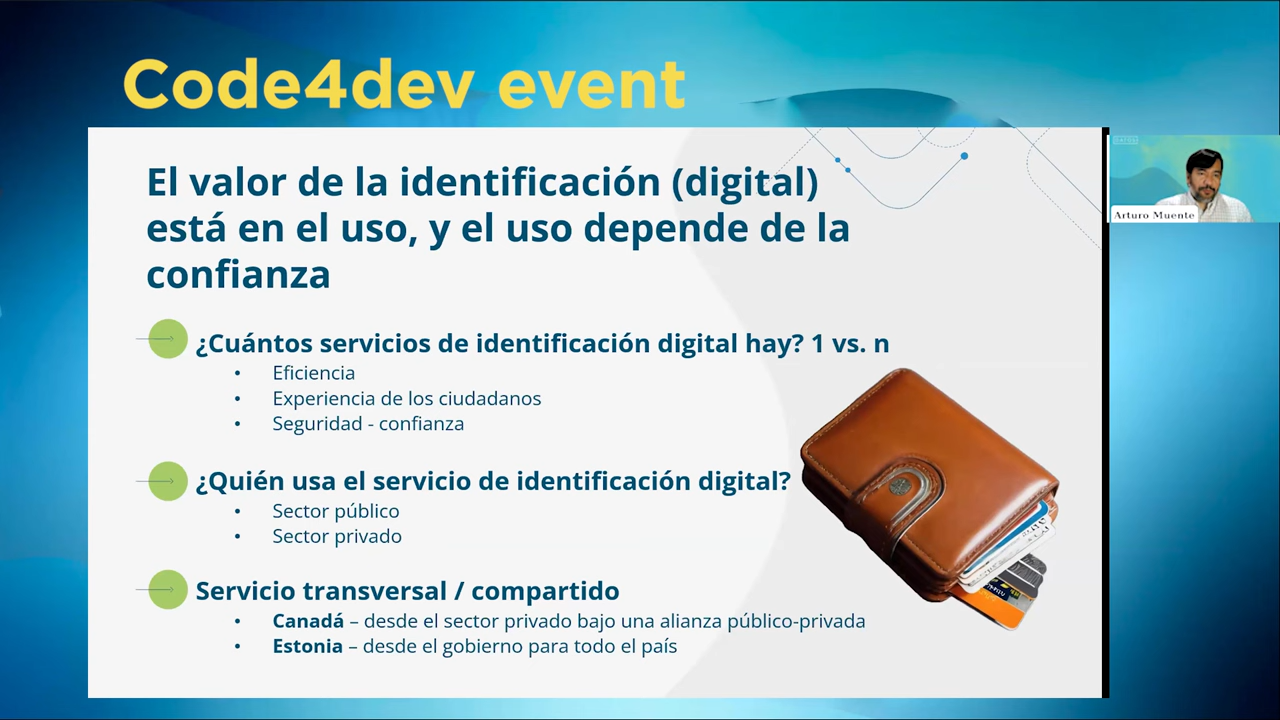 Code4dev event
El valor de la identificación (digital)
está en el uso, y el uso depende de la
confianza
Arturo Muente
¿Cuántos servicios de identificación digital hay? 1 vs. n
• Eficiencia
• Experiencia de los ciudadanos
• Seguridad - confianza
¿Quién usa el servicio de identificación digital?
• Sector público
• Sector privado
Servicio transversal / compartido
• Canadá – desde el sector privado bajo una alianza público-privada
• Estonia – desde el gobierno para todo el país